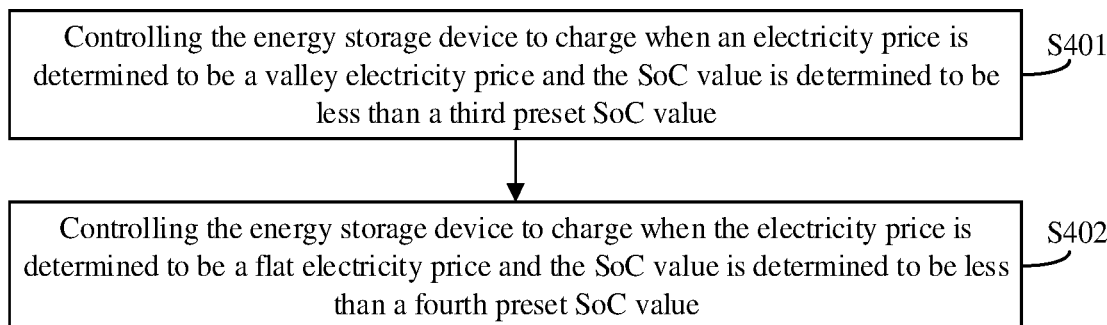 Controlling the energy storage device to charge when an electricity price is
determined to be a valley electricity price and the SoC value is determined to be
less than a third preset SoC value
S401
Controlling the energy storage device to charge when the electricity price is
determined to be a flat electricity price and the SoC value is determined to be less
than a fourth preset SoC value
S402